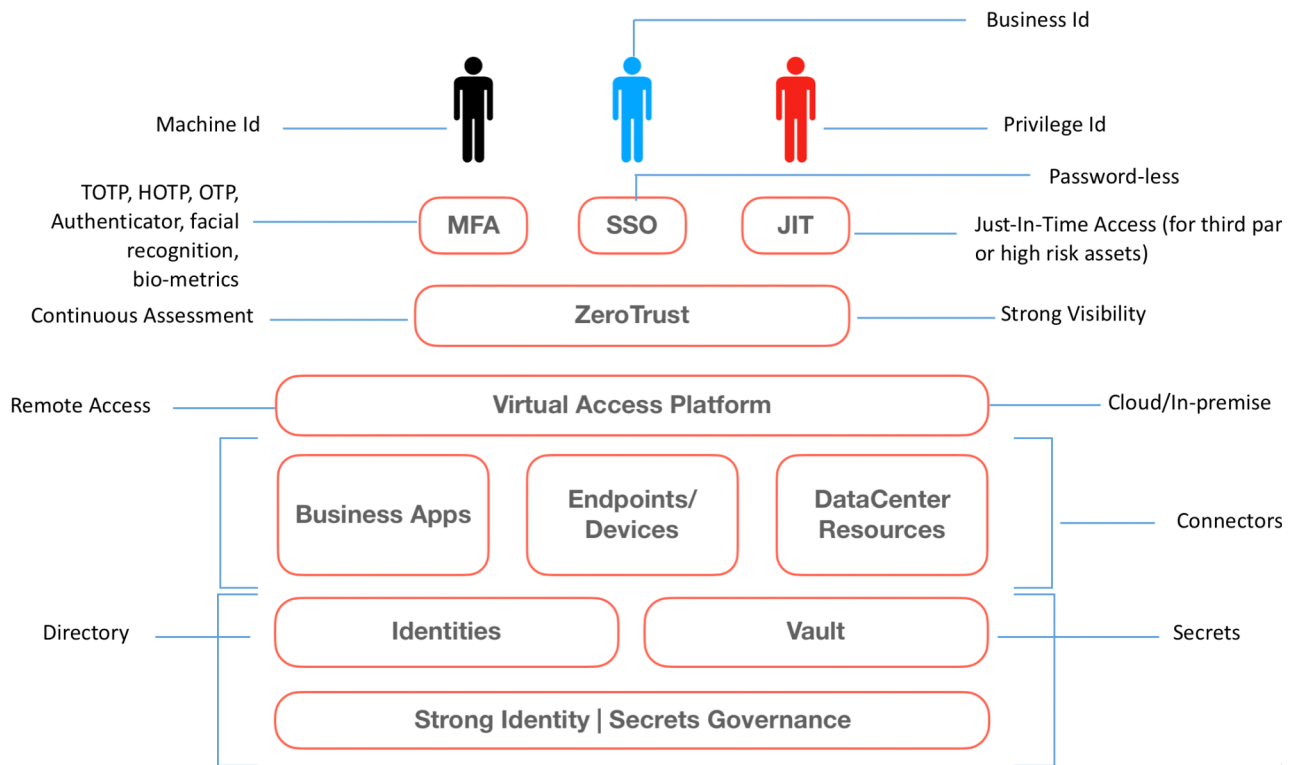 Business Id
Machine Id
Privilege Id
Password-less
TOTP, HOTP, OTP,
Authenticator, facial
recognition,
bio-metrics
MFA
SSO
JIT
Just-In-Time Access (for third par
or high risk assets)
Continuous Assessment
ZeroTrust
Strong Visibility
Remote Access
Virtual Access Platform
Cloud/In-premise
Business Apps
Endpoints/
Devices
DataCenter
Resources
Connectors
Directory
Identities
Vault
Secrets
Strong Identity | Secrets Governance